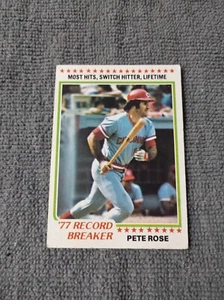 MOST HITS, SWITCH HITTER, LIFETIME
'77 RECORD
BREAKER
PETE ROSE